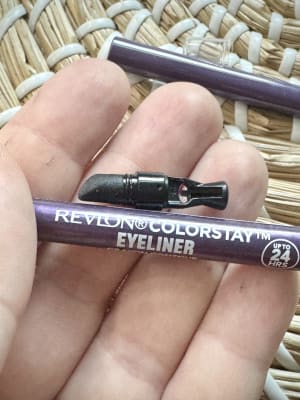 REVLON® COLORSTAY™
EYELINER
UP TO
24
HRS